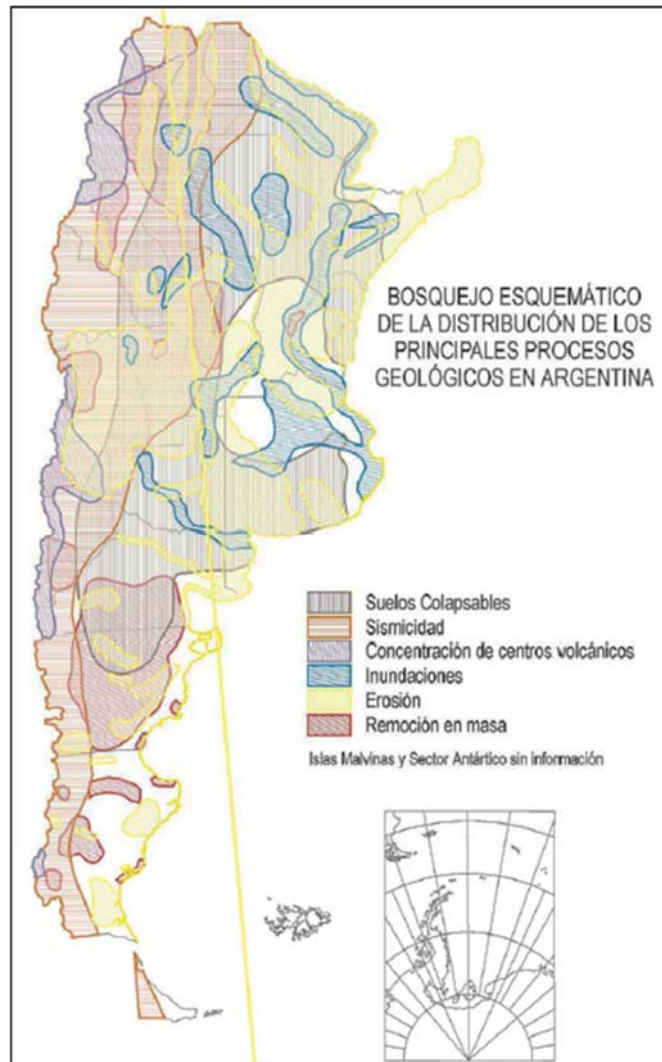 BOSQUEJO ESQUEMÁTICO
DE LA DISTRIBUCIÓN DE LOS
PRINCIPALES PROCESOS
GEOLÓGICOS EN ARGENTINA
Suelos Colapsables
Sismicidad
Concentración de centros volcánicos
Inundaciones
Erosión
Remoción en masa
Islas Malvinas y Sector Antártico sin información